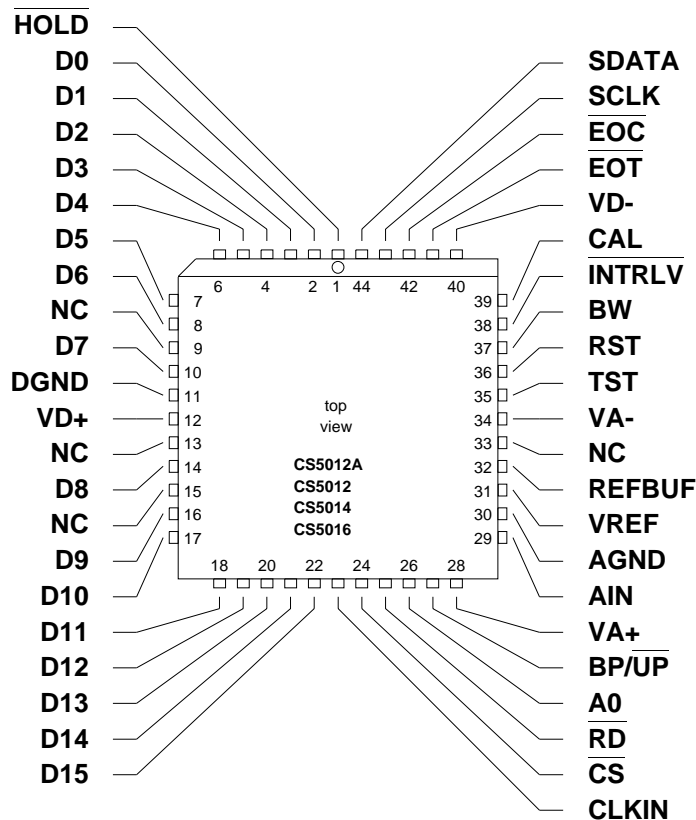 HOLD
D0
D1
D2
D3
D4
D5
D6
NC
D7
DGND
VD+
NC
D8
NC
D9
D10
D11
D12
D13
D14
D15
SDATA
SCLK
EOC
EOT
VD-
CAL
INTRLV
BW
RST
TST
VA-
NC
REFBUF
VREF
AGND
AIN
VA+
BP/UP
A0
RD
CS
CLKIN
6 4 2 1 44 42 40
7
8
9
10
11
12
13
14
15
16
17
39
38
37
36
35
34
33
32
31
30
29
top
view
CS5012A
CS5012
CS5014
CS5016
18 20 22 24 26 28